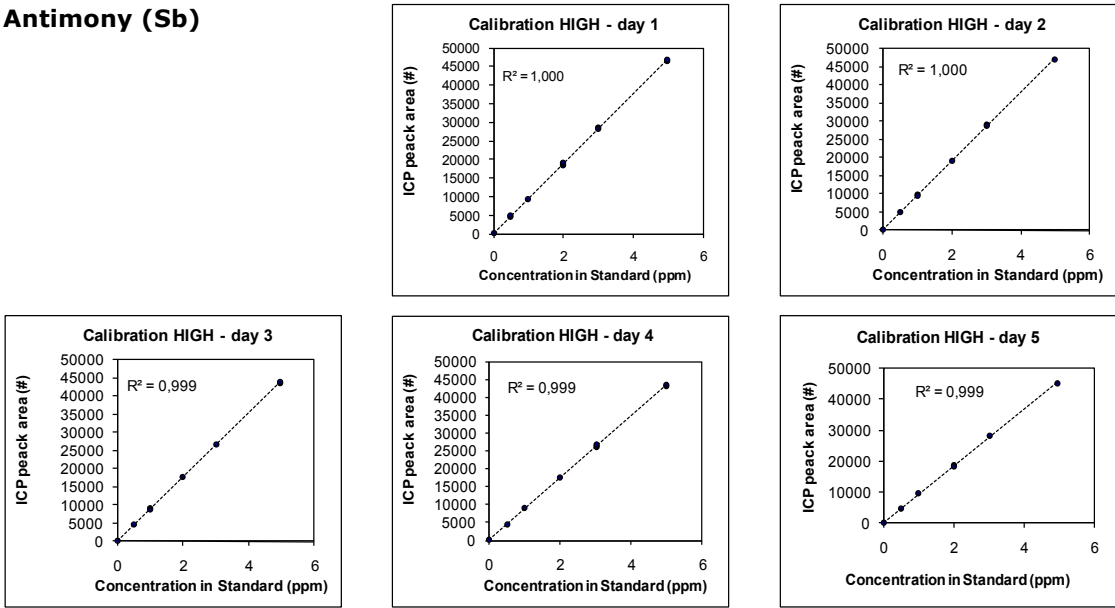 Antimony (Sb)
Calibration HIGH - day 1
ICP peack area (#)
50000
45000
40000
35000
30000
25000
20000
15000
10000
5000
0
R² = 1,000
0 2 4 6
Concentration in Standard (ppm)
Calibration HIGH - day 2
ICP peack area (#)
50000
45000
40000
35000
30000
25000
20000
15000
10000
5000
0
R² = 1,000
0 2 4 6
Concentration in Standard (ppm)
Calibration HIGH - day 3
ICP peack area (#)
50000
45000
40000
35000
30000
25000
20000
15000
10000
5000
0
R² = 0,999
0 2 4 6
Concentration in Standard (ppm)
Calibration HIGH - day 4
ICP peack area (#)
50000
45000
40000
35000
30000
25000
20000
15000
10000
5000
0
R² = 0,999
0 2 4 6
Concentration in Standard (ppm)
Calibration HIGH - day 5
ICP peack area (#)
50000
40000
30000
20000
10000
0
R² = 0,999
0 2 4 6
Concentration in Standard (ppm)